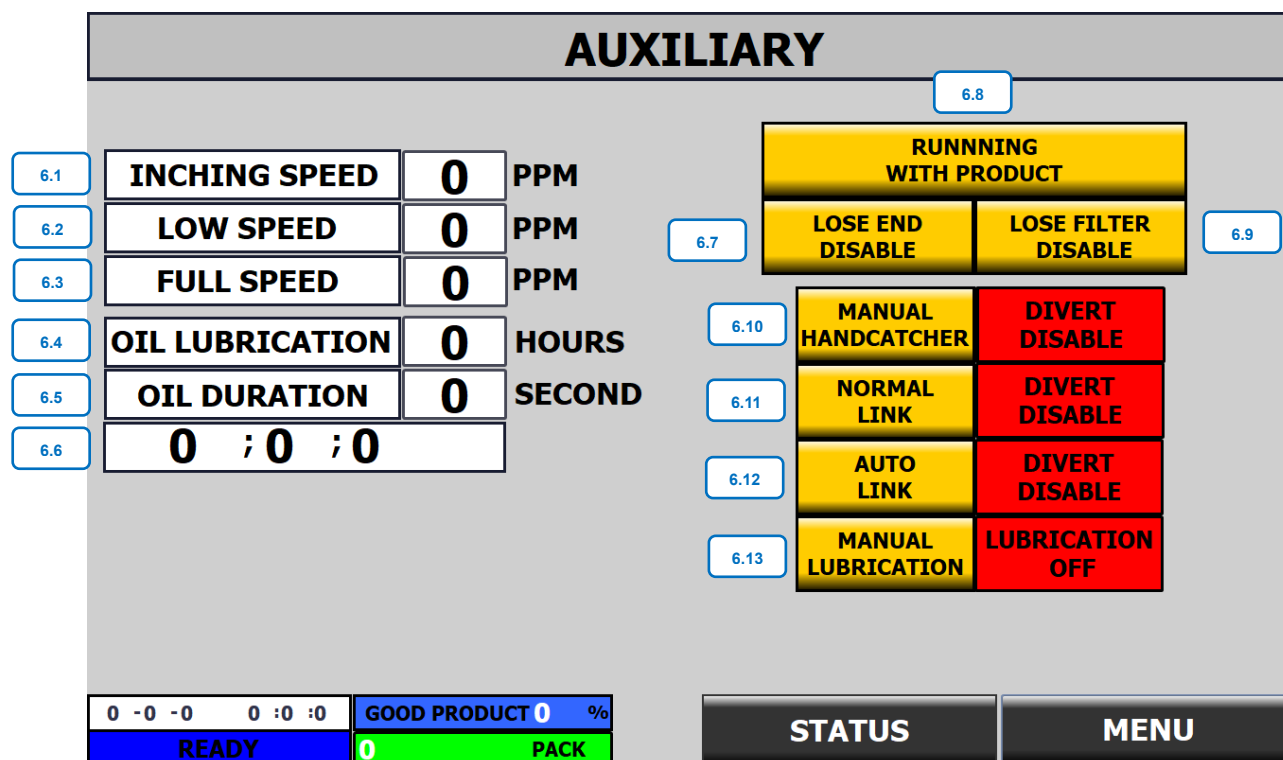 AUXILIARY
6.8
6.1 INCHING SPEED 0 PPM
6.2 LOW SPEED 0 PPM
6.3 FULL SPEED 0 PPM
6.4 OIL LUBRICATION 0 HOURS
6.5 OIL DURATION 0 SECOND
6.6 0 ; 0 ; 0
RUNNNING
WITH PRODUCT
6.7
LOSE END
DISABLE
LOSE FILTER
DISABLE
6.9
6.10
MANUAL
HANDCATCHER
DIVERT
DISABLE
6.11
NORMAL
LINK
DIVERT
DISABLE
6.12
AUTO
LINK
DIVERT
DISABLE
6.13
MANUAL
LUBRICATION
LUBRICATION
OFF
0 -0 -0 0 :0 :0
READY
GOOD PRODUCT 0 %
0 PACK
STATUS
MENU